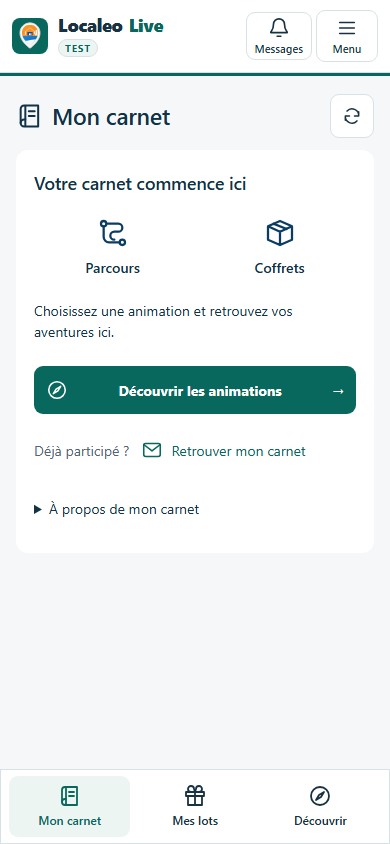 Localeo Live
TEST
Messages
Menu
Mon carnet
Votre carnet commence ici
Parcours
Coffrets
Choisissez une animation et retrouvez vos
aventures ici.
Découvrir les animations →
Déjà participé ? Retrouver mon carnet
À propos de mon carnet
Mon carnet
Mes lots
Découvrir